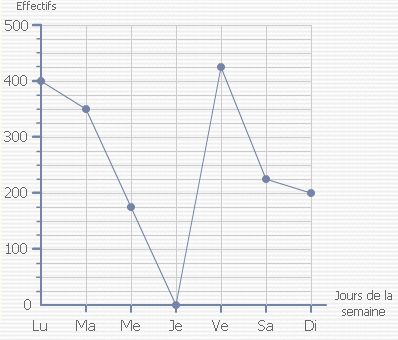 Effectifs
500
400
300
200
100
0
Lu Ma Me Je Ve Sa Di
Jours de la
semaine